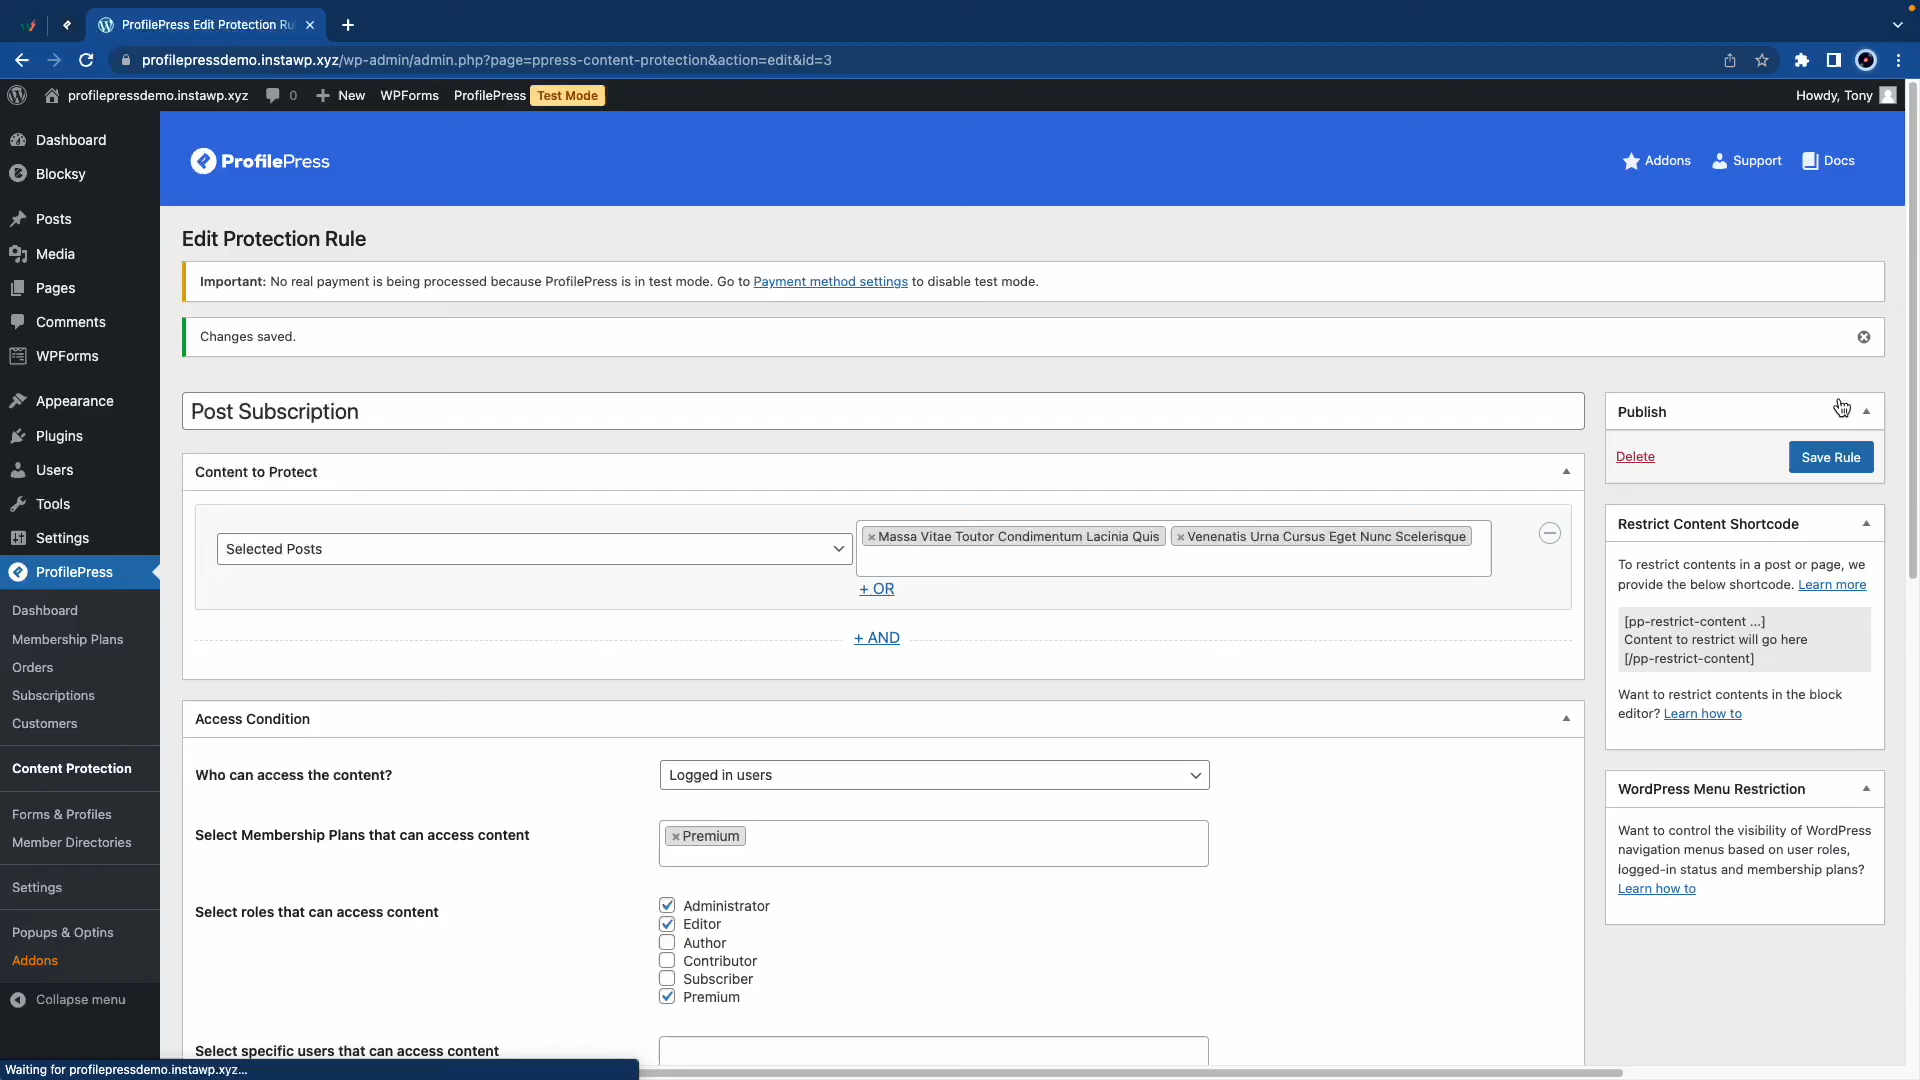 ProfilePress Edit Protection Ru
profilepressdemo.instawp.xyz/wp-admin/admin.php?page=ppress-content-protection&action=edit&id=3
profilepressdemo.instawp.xyz 0 New WPForms ProfilePress Test Mode Howdy, Tony
Dashboard
Blocksy
Posts
Media
Pages
Comments
WPForms
Appearance
Plugins
Users
Tools
Settings
ProfilePress
Dashboard
Membership Plans
Orders
Subscriptions
Customers
Content Protection
Forms & Profiles
Member Directories
Settings
Popups & Optins
Addons
Collapse menu
Waiting for profilepressdemo.instawp.xyz...
ProfilePress
Addons Support Docs
Edit Protection Rule
Important: No real payment is being processed because ProfilePress is in test mode. Go to Payment method settings to disable test mode.
Changes saved.
Post Subscription
Content to Protect
Selected Posts
×Massa Vitae Toutor Condimentum Lacinia Quis ×Venenatis Urna Cursus Eget Nunc Scelerisque
+ OR
+ AND
Access Condition
Who can access the content? Logged in users
Select Membership Plans that can access content ×Premium
Select roles that can access content
Administrator
Editor
Author
Contributor
Subscriber
Premium
Select specific users that can access content
Publish
Delete Save Rule
Restrict Content Shortcode
To restrict contents in a post or page, we
provide the below shortcode. Learn more
[pp-restrict-content ...]
Content to restrict will go here
[/pp-restrict-content]
Want to restrict contents in the block
editor? Learn how to
WordPress Menu Restriction
Want to control the visibility of WordPress
navigation menus based on user roles,
logged-in status and membership plans?
Learn how to